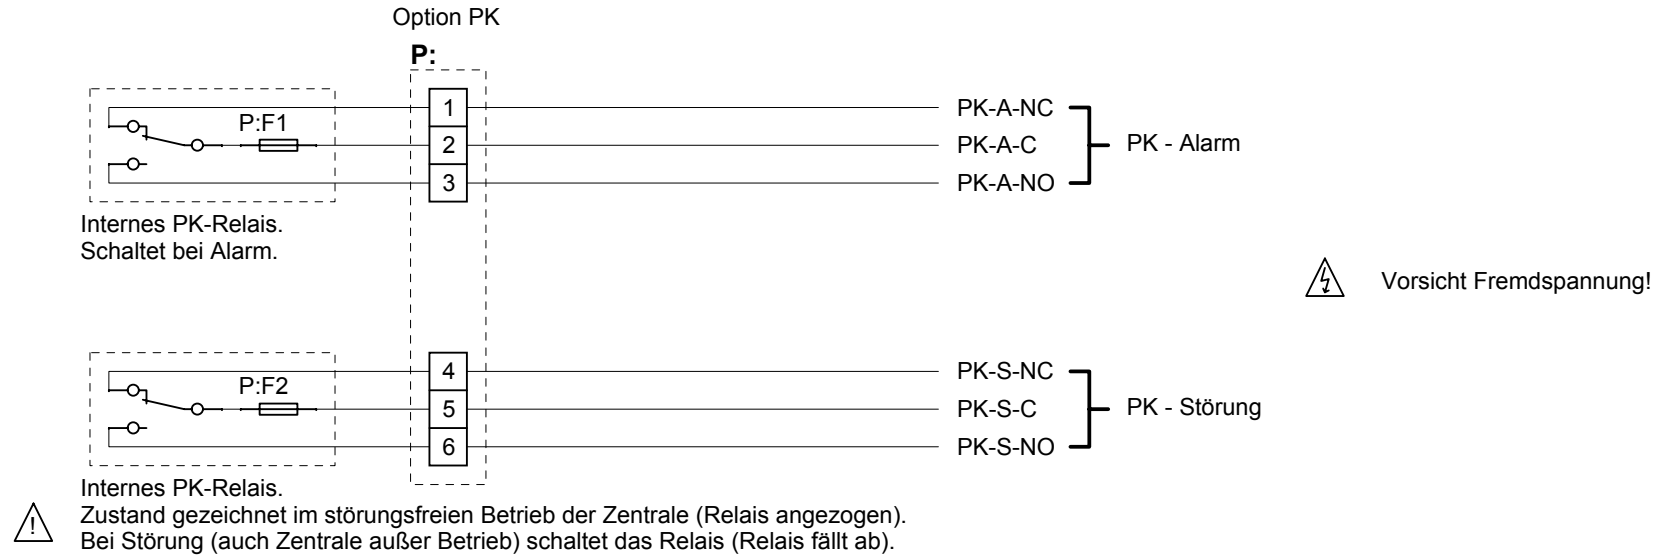 Option PK
P:
P:F1
1
2
3
PK-A-NC
PK-A-C
PK-A-NO
PK - Alarm
Internes PK-Relais.
Schaltet bei Alarm.
Vorsicht Fremdspannung!
P:F2
4
5
6
PK-S-NC
PK-S-C
PK-S-NO
PK - Störung
Internes PK-Relais.
!
Zustand gezeichnet im störungsfreien Betrieb der Zentrale (Relais angezogen).
Bei Störung (auch Zentrale außer Betrieb) schaltet das Relais (Relais fällt ab).